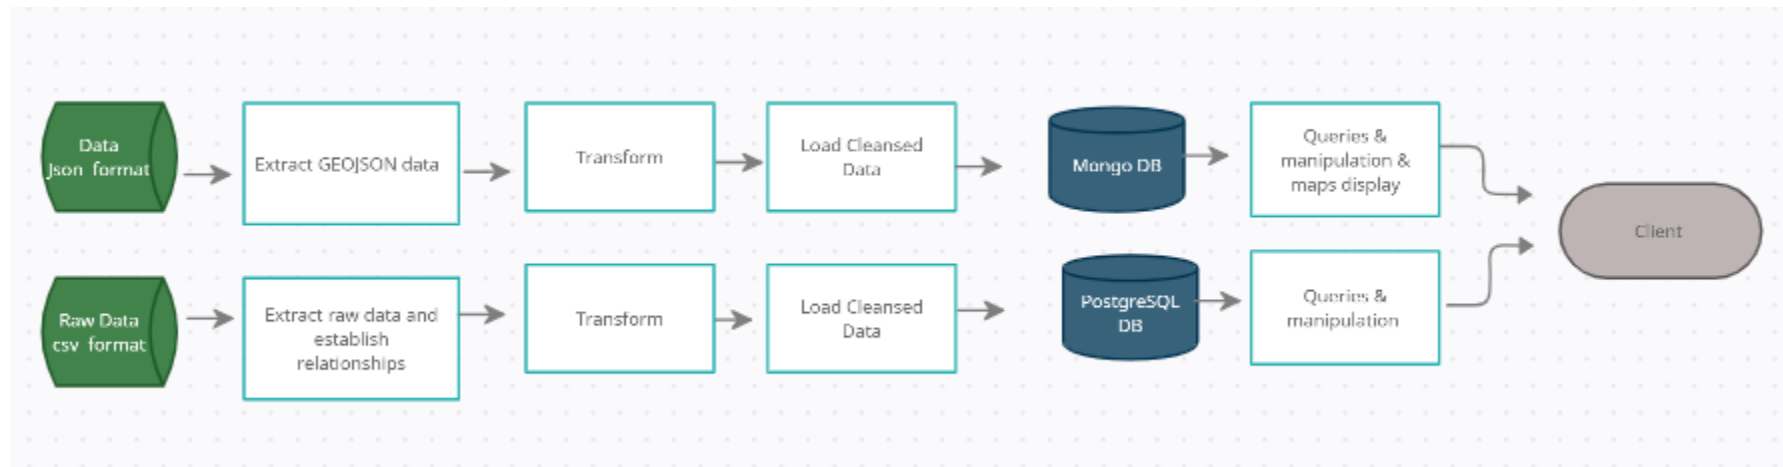 Data
Json format
Extract GEOJSON data
Transform
Load Cleansed
Data
Mongo DB
Queries &
manipulation &
maps display
Client
Raw Data
csv format
Extract raw data and
establish
relationships
Transform
Load Cleansed
Data
PostgreSQL
DB
Queries &
manipulation